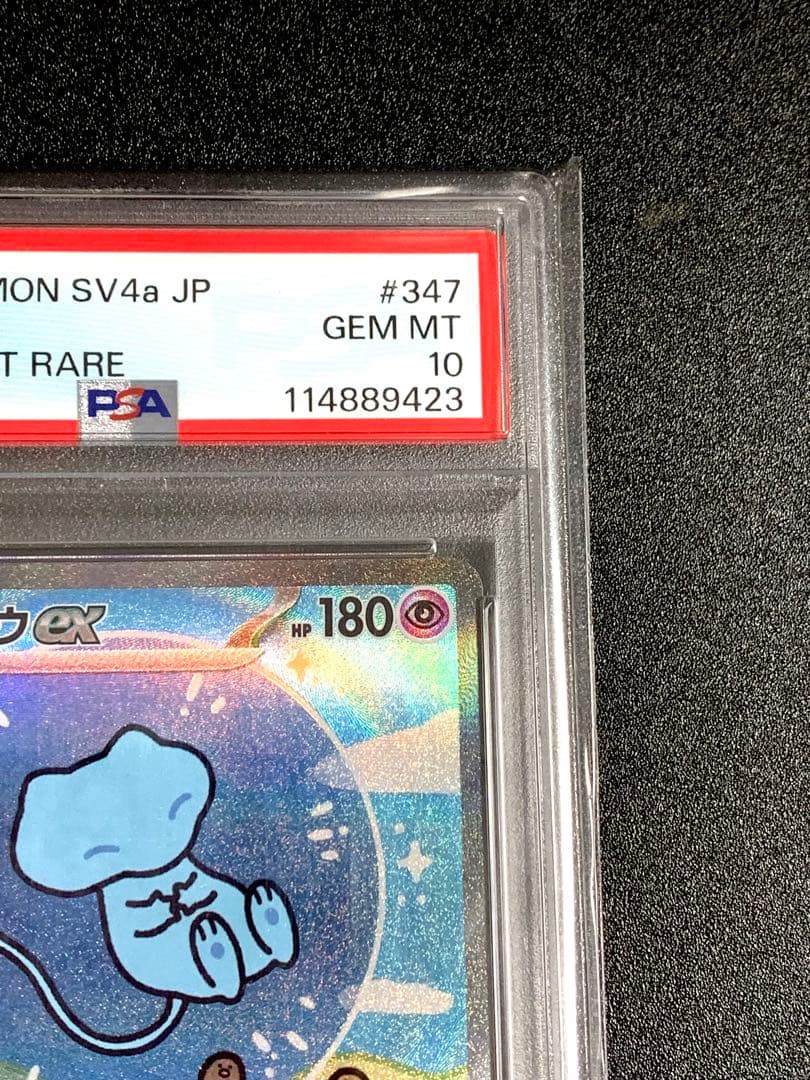 MON SV4a JP #347
GEM MT
T RARE 10
PSA 114889423
ウex HP 180